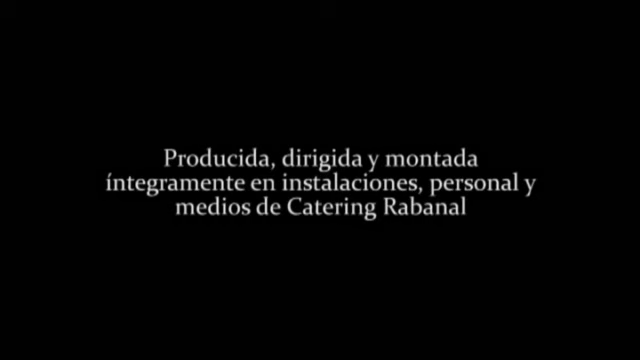 Producida, dirigida y montada
íntegramente en instalaciones, personal y
medios de Catering Rabanal